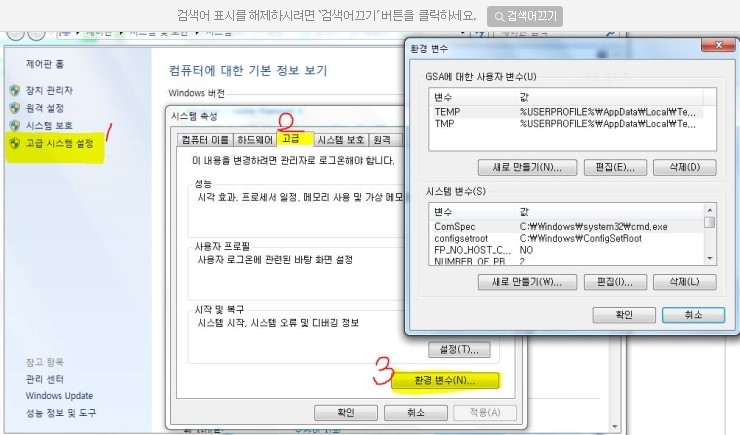 검색어 표시를 해제하시려면 '검색어끄기' 버튼을 클릭하세요. 검색어끄기
제어판 홈
장치 관리자
원격 설정
시스템 보호
고급 시스템 설정
1
참고 항목
관리 센터
Windows Update
성능 정보 및 도구
컴퓨터에 대한 기본 정보 보기
Windows 버전
시스템 속성
2
컴퓨터 이름 하드웨어 고급 시스템 보호 원격
이 내용을 변경하려면 관리자로 로그온해야 합니다.
성능
시각 효과, 프로세서 일정, 메모리 사용 및 가상 메모
사용자 프로필
사용자 로그온에 관련된 바탕 화면 설정
시작 및 복구
시스템 시작, 시스템 오류 및 디버깅 정보
설정(T)...
3
환경 변수(N)...
확인 취소 적용(A)
환경 변수
GSA에 대한 사용자 변수(U)
변수 값
TEMP %USERPROFILE%₩AppData₩Local₩Te...
TMP %USERPROFILE%₩AppData₩Local₩Te...
새로 만들기(N)... 편집(E)... 삭제(D)
시스템 변수(S)
변수 값
ComSpec C:₩Windows₩system32₩cmd.exe
configsetroot C:₩Windows₩ConfigSetRoot
FP_NO_HOST_C... NO
NUMBER_OF_PR... 2
새로 만들기(W)... 편집(I)... 삭제(L)
확인 취소